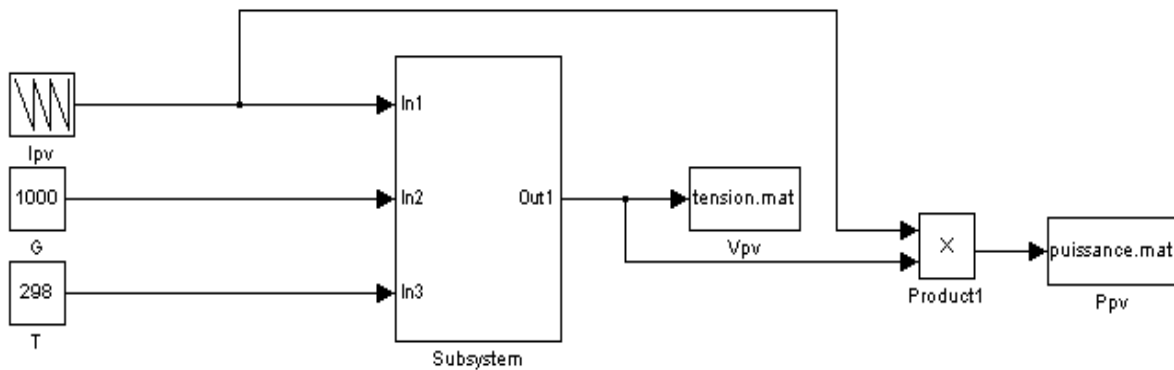 Ipv
1000
G
298
T
In1
In2
In3
Out1
Subsystem
tension.mat
Vpv
X
Product1
puissance.mat
Ppv